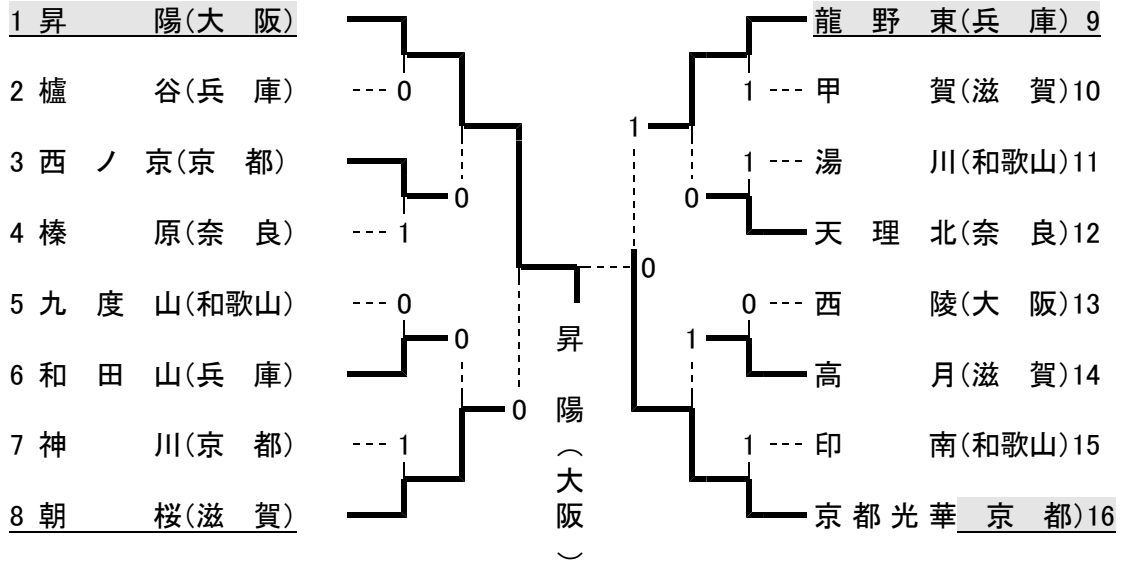 1 昇　　　陽(大　阪)
0
2 櫨　　　谷(兵　庫)
3 西 ノ 京(京　都)
0
4 榛　　　原(奈　良)
1
5 九　度　山(和歌山)
0
0
6 和　田　山(兵　庫)
0
7 神　　　川(京　都)
1
8 朝　　　桜(滋　賀)
昇　陽（大阪）
0
龍　野　東(兵　庫) 9
1
甲　　　賀(滋　賀)10
1
1
湯　　　川(和歌山)11
0
天　理　北(奈　良)12
0
西　　　陵(大　阪)13
1
高　　　月(滋　賀)14
1
印　　　南(和歌山)15
京都光華　京　都)16